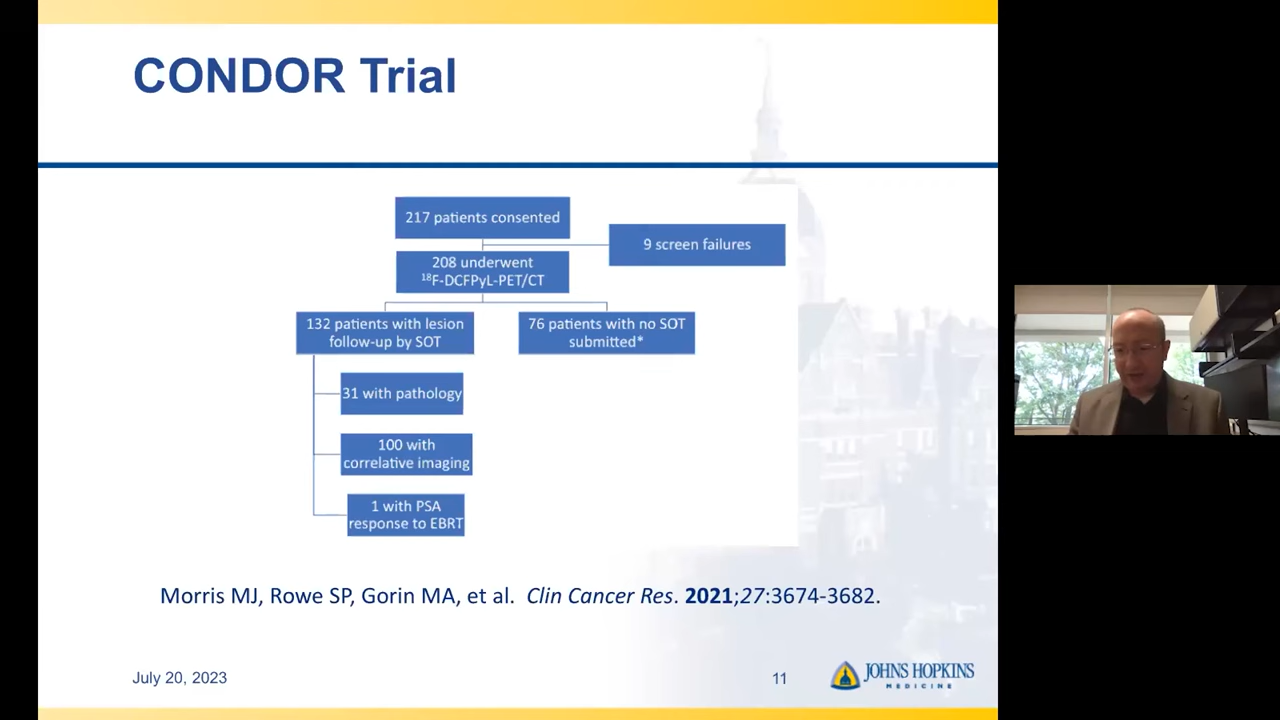 CONDOR Trial
217 patients consented
9 screen failures
208 underwent
¹⁸F-DCFPyL-PET/CT
132 patients with lesion
follow-up by SOT
76 patients with no SOT
submitted*
31 with pathology
100 with
correlative imaging
1 with PSA
response to EBRT
Morris MJ, Rowe SP, Gorin MA, et al. Clin Cancer Res. 2021;27:3674-3682.
July 20, 2023
11
JOHNS HOPKINS
MEDICINE